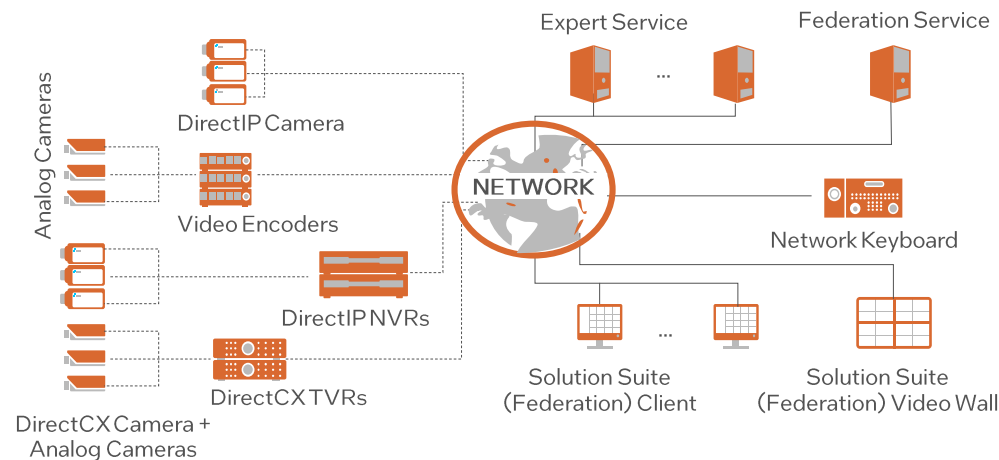 Expert Service
Federation Service
...
DirectIP Camera
Analog Cameras
Video Encoders
NETWORK
Network Keyboard
DirectIP NVRs
...
DirectCX TVRs
DirectCX Camera +
Analog Cameras
Solution Suite
(Federation) Client
Solution Suite
(Federation) Video Wall